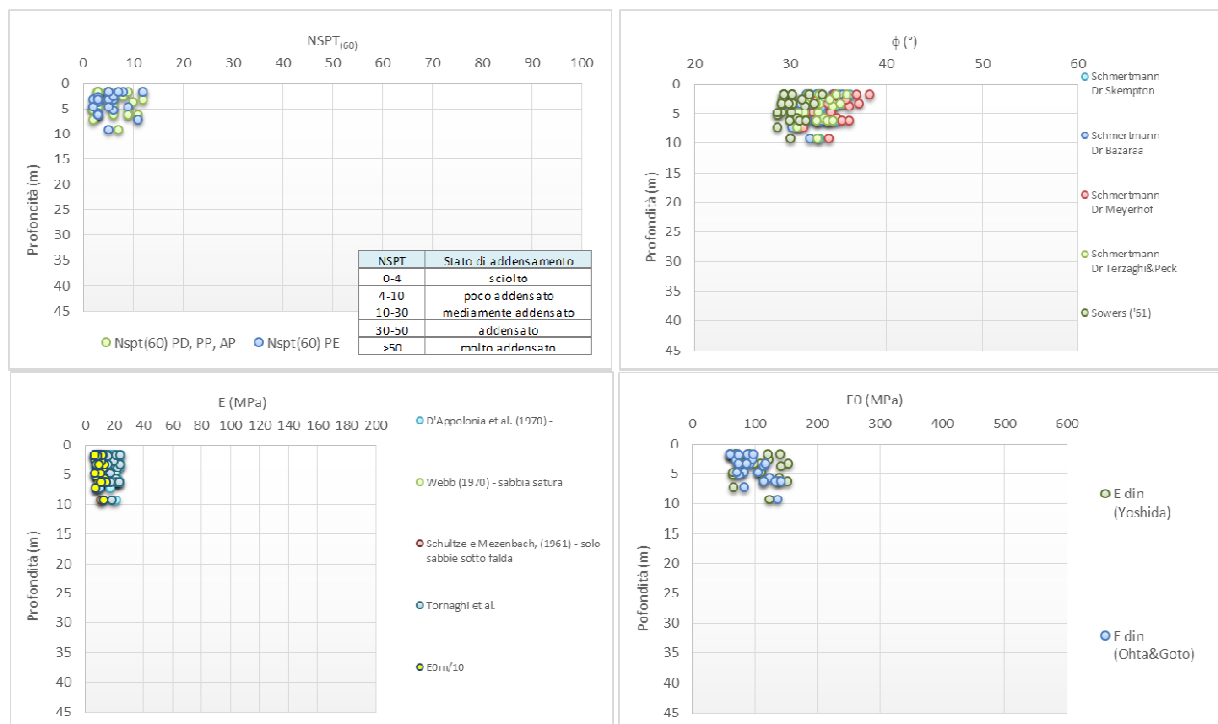 NSPT(60)
0 10 20 30 40 50 60 70 80 90 100
0
5
10
15
20
25
30
35
40
45
Profoncità (m)
NSPT Stato di addensamento
0-4 sciolto
4-10 poco addensato
10-30 mediamente addensato
30-50 addensato
>50 molto addensato
Nspt(60) PD, PP, AP Nspt(60) PE
ϕ (°)
20 30 40 50 60
0
5
10
15
20
25
30
35
40
45
Profondità (m)
Schmertmann
Dr Skempton
Schmertmann
Dr Bazaraa
Schmertmann
Dr Meyerhof
Schmertmann
Dr Terzaghi&Peck
Sowers ('61)
E (MPa)
0 20 40 60 80 100 120 140 160 180 200
0
5
10
15
20
25
30
35
40
45
Profondità (m)
D'Appolonia et al. (1970) -
Webb (1970) - sabbia satura
Schultze e Mezenbach, (1961) - solo
sabbie sotto falda
Tornaghi et al.
E0m/10
E0 (MPa)
0 100 200 300 400 500 600
0
5
10
15
20
25
30
35
40
45
Pofondità (m)
E din
(Yoshida)
E din
(Ohta&Goto)